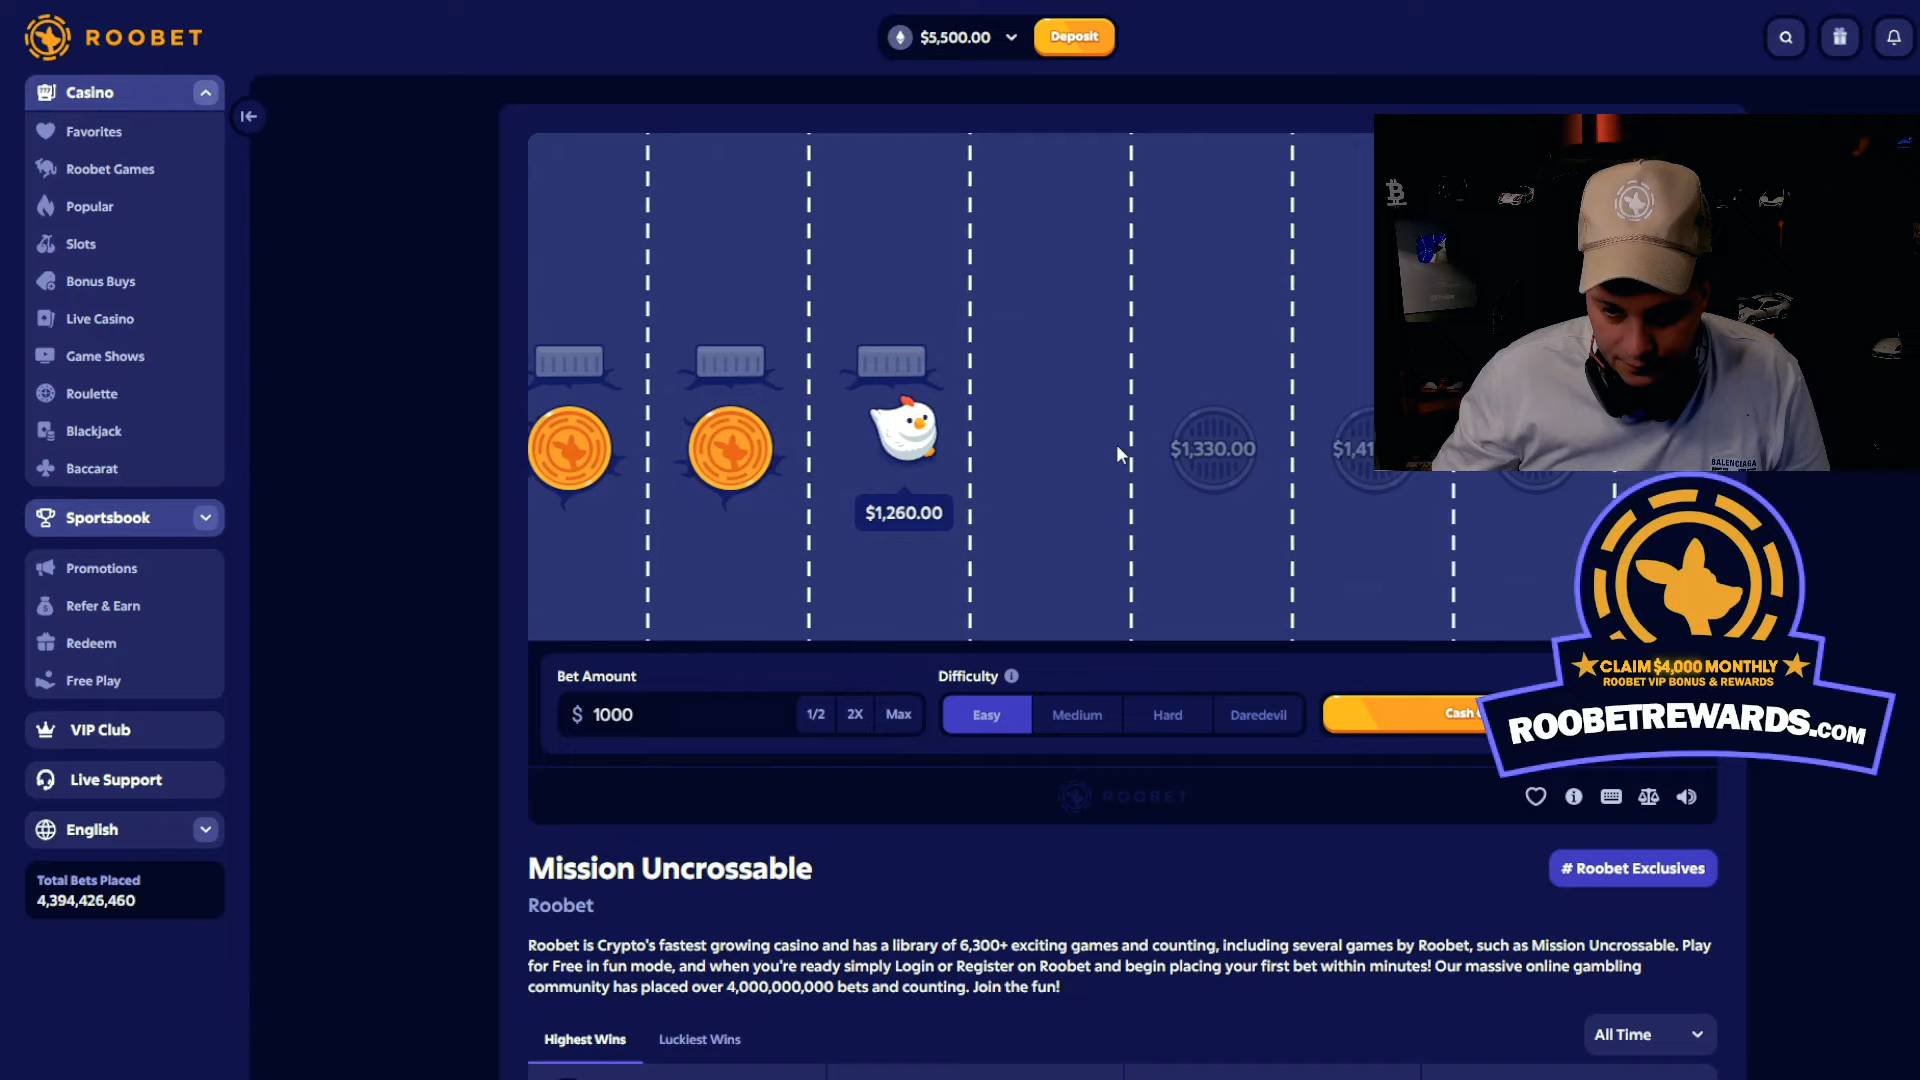 ROOBET
$5,500.00
Deposit
Casino
Favorites
Roobet Games
Popular
Slots
Bonus Buys
Live Casino
Game Shows
Roulette
Blackjack
Baccarat
Sportsbook
Promotions
Refer & Earn
Redeem
Free Play
VIP Club
Live Support
English
Total Bets Placed
4,394,426,460
$1,260.00
$1,330.00
BALENCIAGA
Bet Amount
$ 1000
1/2
2X
Max
Difficulty
Easy
Medium
Hard
Daredevil
Cash
CLAIM $4,000 MONTHLY
ROOBET VIP BONUS & REWARDS
ROOBETREWARDS.COM
ROOBET
Mission Uncrossable
# Roobet Exclusives
Roobet
Roobet is Crypto's fastest growing casino and has a library of 6,300+ exciting games and counting, including several games by Roobet, such as Mission Uncrossable. Play
for Free in fun mode, and when you're ready simply Login or Register on Roobet and begin placing your first bet within minutes! Our massive online gambling
community has placed over 4,000,000,000 bets and counting. Join the fun!
Highest Wins
Luckiest Wins
All Time